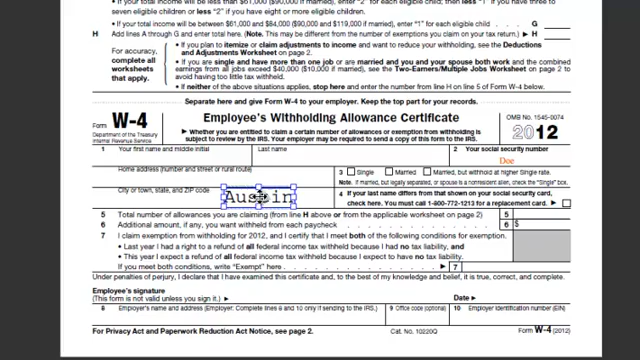 • If your total income will be less than $61,000 ($90,000 if married), enter "2" for each eligible child; then less "1" if you have three to
seven eligible children or less "2" if you have eight or more eligible children.
• If your total income will be between $61,000 and $84,000 ($90,000 and $119,000 if married), enter "1" for each eligible child . . . G
H Add lines A through G and enter total here. (Note. This may be different from the number of exemptions you claim on your tax return.) ▶ H
For accuracy, complete all worksheets that apply.
• If you plan to itemize or claim adjustments to income and want to reduce your withholding, see the Deductions
and Adjustments Worksheet on page 2.
• If you are single and have more than one job or are married and you and your spouse both work and the combined
earnings from all jobs exceed $40,000 ($10,000 if married), see the Two-Earners/Multiple Jobs Worksheet on page 2 to
avoid having too little tax withheld.
• If neither of the above situations applies, stop here and enter the number from line H on line 5 of Form W-4 below.
Separate here and give Form W-4 to your employer. Keep the top part for your records.
Form W-4
Department of the Treasury
Internal Revenue Service
Employee's Withholding Allowance Certificate
▶ Whether you are entitled to claim a certain number of allowances or exemption from withholding is
subject to review by the IRS. Your employer may be required to send a copy of this form to the IRS.
OMB No. 1545-0074
2012
1 Your first name and middle initial
Last name
2 Your social security number
Doe
Home address (number and street or rural route)
3 Single Married Married, but withhold at higher Single rate.
Note. If married, but legally separated, or spouse is a nonresident alien, check the "Single" box.
City or town, state, and ZIP code
Austin
4 If your last name differs from that shown on your social security card,
check here. You must call 1-800-772-1213 for a replacement card. ▶
5 Total number of allowances you are claiming (from line H above or from the applicable worksheet on page 2) 5
6 Additional amount, if any, you want withheld from each paycheck . . . 6 $
7 I claim exemption from withholding for 2012, and I certify that I meet both of the following conditions for exemption.
• Last year I had a right to a refund of all federal income tax withheld because I had no tax liability, and
• This year I expect a refund of all federal income tax withheld because I expect to have no tax liability.
If you meet both conditions, write "Exempt" here . . . ▶ 7
Under penalties of perjury, I declare that I have examined this certificate and, to the best of my knowledge and belief, it is true, correct, and complete.
Employee's signature
(This form is not valid unless you sign it.) ▶
Date ▶
8 Employer's name and address (Employer: Complete lines 8 and 10 only if sending to the IRS.)
9 Office code (optional)
10 Employer identification number (EIN)
For Privacy Act and Paperwork Reduction Act Notice, see page 2.
Cat. No. 10220Q
Form W-4 (2012)